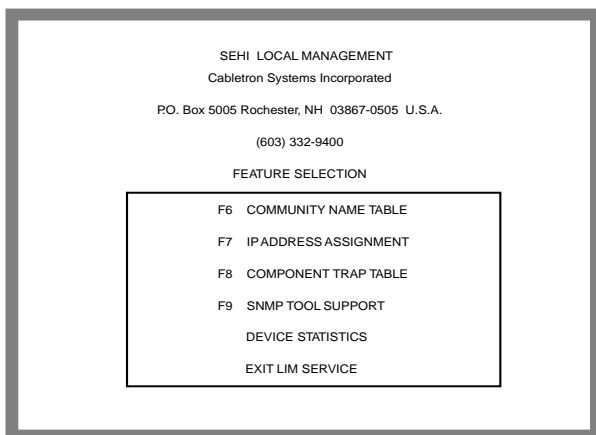 SEHI LOCAL MANAGEMENT
Cabletron Systems Incorporated
P.O. Box 5005 Rochester, NH 03867-0505 U.S.A.
(603) 332-9400
FEATURE SELECTION
F6 COMMUNITY NAME TABLE
F7 IP ADDRESS ASSIGNMENT
F8 COMPONENT TRAP TABLE
F9 SNMP TOOL SUPPORT
DEVICE STATISTICS
EXIT LIM SERVICE